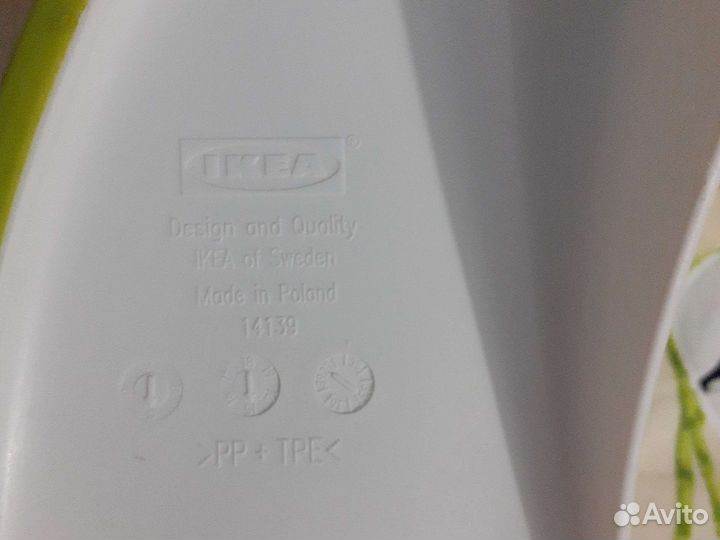 IKEA®
Design and Quality
IKEA of Sweden
Made in Poland
14139
>PP + TPE<
Avito